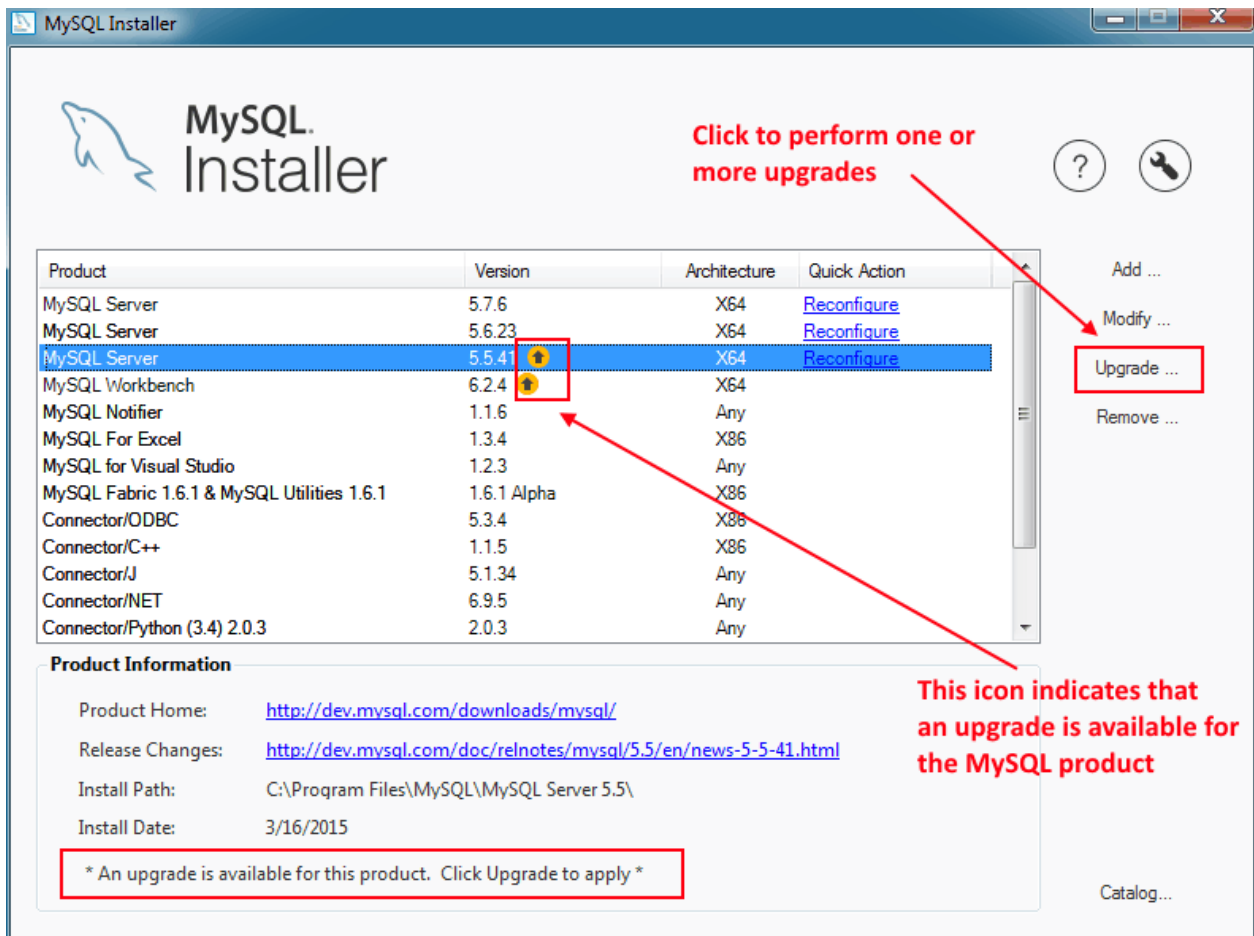 MySQL Installer
MySQL.
Installer
Click to perform one or
more upgrades
?
Product Version Architecture Quick Action
MySQL Server 5.7.6 X64 Reconfigure
MySQL Server 5.6.23 X64 Reconfigure
MySQL Server 5.5.41 X64 Reconfigure
MySQL Workbench 6.2.4 X64
MySQL Notifier 1.1.6 Any
MySQL For Excel 1.3.4 X86
MySQL for Visual Studio 1.2.3 Any
MySQL Fabric 1.6.1 & MySQL Utilities 1.6.1 1.6.1 Alpha X86
Connector/ODBC 5.3.4 X86
Connector/C++ 1.1.5 X86
Connector/J 5.1.34 Any
Connector/NET 6.9.5 Any
Connector/Python (3.4) 2.0.3 2.0.3 Any
Add ...
Modify ...
Upgrade ...
Remove ...
Product Information
Product Home: http://dev.mysql.com/downloads/mysql/
Release Changes: http://dev.mysql.com/doc/relnotes/mysql/5.5/en/news-5-5-41.html
Install Path: C:\Program Files\MySQL\MySQL Server 5.5\
Install Date: 3/16/2015
* An upgrade is available for this product. Click Upgrade to apply *
This icon indicates that
an upgrade is available for
the MySQL product
Catalog...